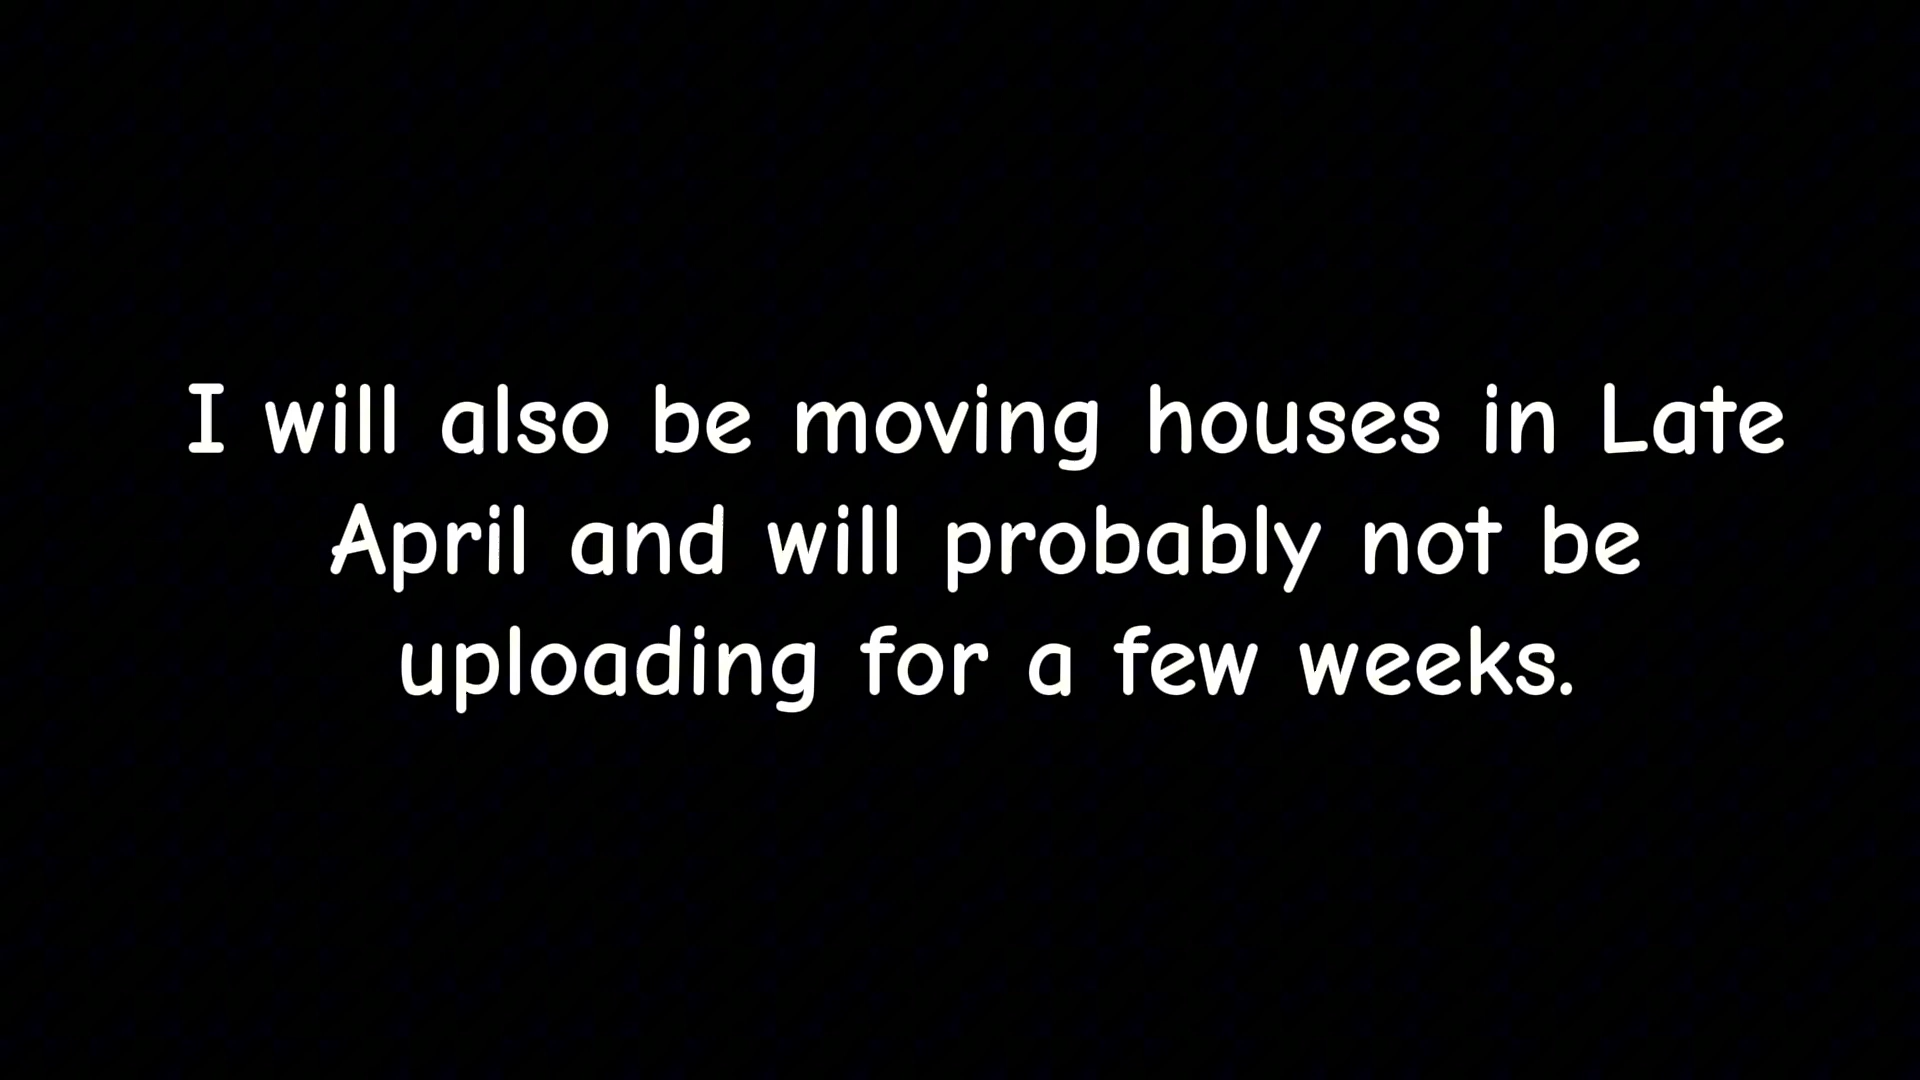 I will also be moving houses in Late
April and will probably not be
uploading for a few weeks.